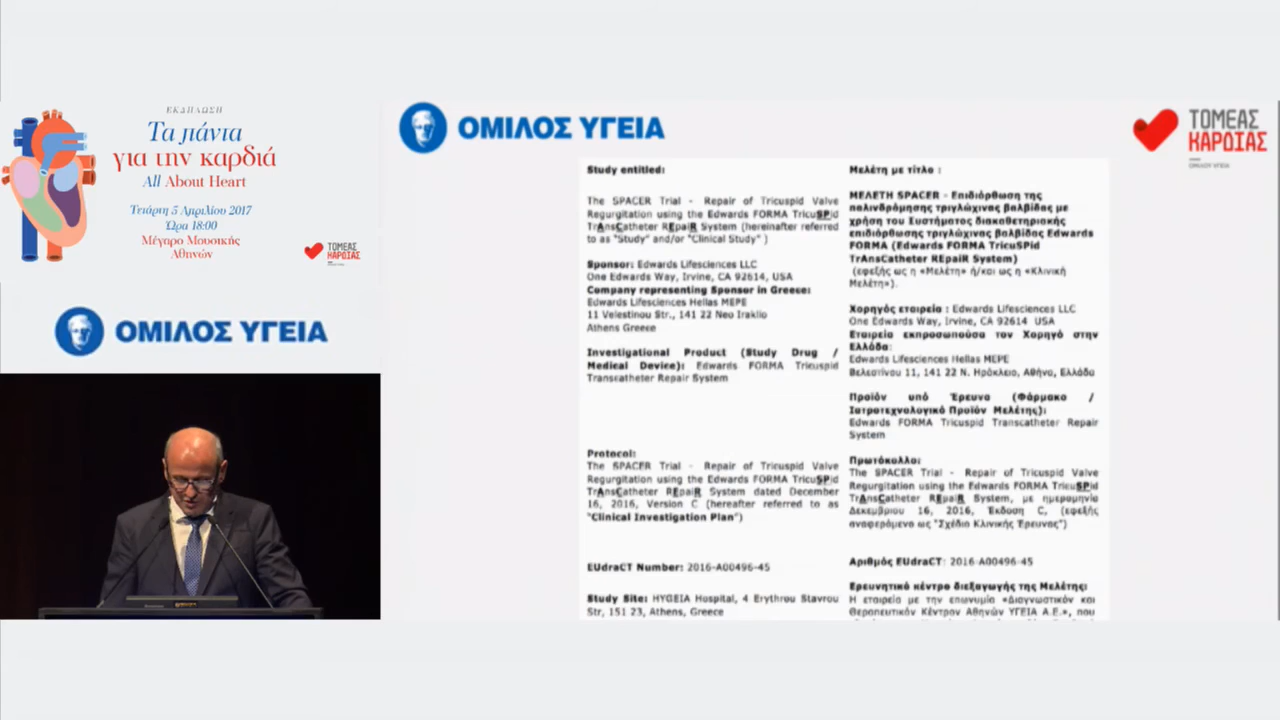 ΕΚΔΗΛΩΣΗ
Τα πάντα
για την καρδιά
All About Heart
Τετάρτη 5 Απριλίου 2017
Ώρα 18:00
Μέγαρο Μουσικής
Αθηνών
ΤΟΜΕΑΣ
ΚΑΡΔΙΑΣ
ΟΜΙΛΟΣ ΥΓΕΙΑ
ΟΜΙΛΟΣ ΥΓΕΙΑ
ΤΟΜΕΑΣ
ΚΑΡΔΙΑΣ
ΟΜΙΛΟΥ ΥΓΕΙΑ
Study entitled:
The SPACER Trial - Repair of Tricuspid Valve
Regurgitation using the Edwards FORMA TricuSPid
TrAnsCatheter REpaiR System (hereinafter referred
to as "Study" and/or "Clinical Study" )
Sponsor: Edwards Lifesciences LLC
One Edwards Way, Irvine, CA 92614, USA
Company representing Sponsor in Greece:
Edwards Lifesciences Hellas ΜΕΡΕ
11 Velestinou Str., 141 22 Neo Iraklio
Athens Greece
Investigational Product (Study Drug /
Medical Device): Edwards FORMA Tricuspid
Transcatheter Repair System
Protocol:
The SPACER Trial - Repair of Tricuspid Valve
Regurgitation using the Edwards FORMA TricuSPid
TrAnsCatheter REpaiR System dated December
16, 2016, Version C (hereafter referred to as
"Clinical Investigation Plan")
EUdraCT Number: 2016-A00496-45
Study Site: HYGEIA Hospital, 4 Erythrou Stavrou
Str, 151 23, Athens, Greece
Μελέτη με τίτλο :
ΜΕΛΕΤΗ SPACER - Επιδιόρθωση της
παλινδρόμησης τριγλώχινας βαλβίδας με
χρήση του Συστήματος διακαθετηριακής
επιδιόρθωσης τριγλώχινας βαλβίδας Edwards
FORMA (Edwards FORMA TricuSPid
TrAnsCatheter REpaiR System)
(εφεξής ως η «Μελέτη» ή/και ως η «Κλινική
Μελέτη»).
Χορηγός εταιρεία : Edwards Lifesciences LLC
One Edwards Way, Irvine, CA 92614 USA
Εταιρεία εκπροσωπούσα τον Χορηγό στην
Ελλάδα:
Edwards Lifesciences Hellas ΜΕΠΕ
Βελεστίνου 11, 141 22 Ν. Ηράκλειο, Αθήνα, Ελλάδα
Προϊόν υπό Έρευνα (Φάρμακο /
Ιατροτεχνολογικό Προϊόν Μελέτης):
Edwards FORMA Tricuspid Transcatheter Repair
System
Πρωτόκολλο:
The SPACER Trial - Repair of Tricuspid Valve
Regurgitation using the Edwards FORMA TricuSPid
TrAnsCatheter REpaiR System, με ημερομηνία
Δεκεμβρίου 16, 2016, Έκδοση C, (εφεξής
αναφερόμενο ως "Σχέδιο Κλινικής Έρευνας")
Αριθμός EUdraCT: 2016-A00496-45
Ερευνητικό κέντρο διεξαγωγής της Μελέτης:
Η εταιρεία με την επωνυμία «Διαγνωστικόν και
Θεραπευτικόν Κέντρον Αθηνών ΥΓΕΙΑ Α.Ε.», που